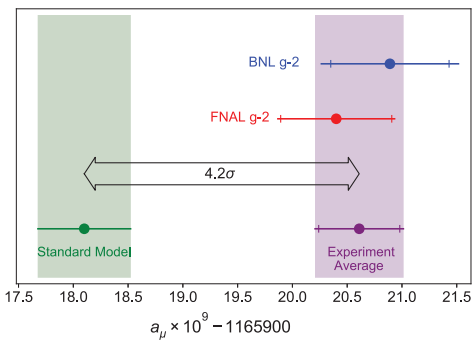 BNL g-2
FNAL g-2
4.2σ
Standard Model
Experiment
Average
17.5 18.0 18.5 19.0 19.5 20.0 20.5 21.0 21.5
aμ × 10⁹ − 1165900